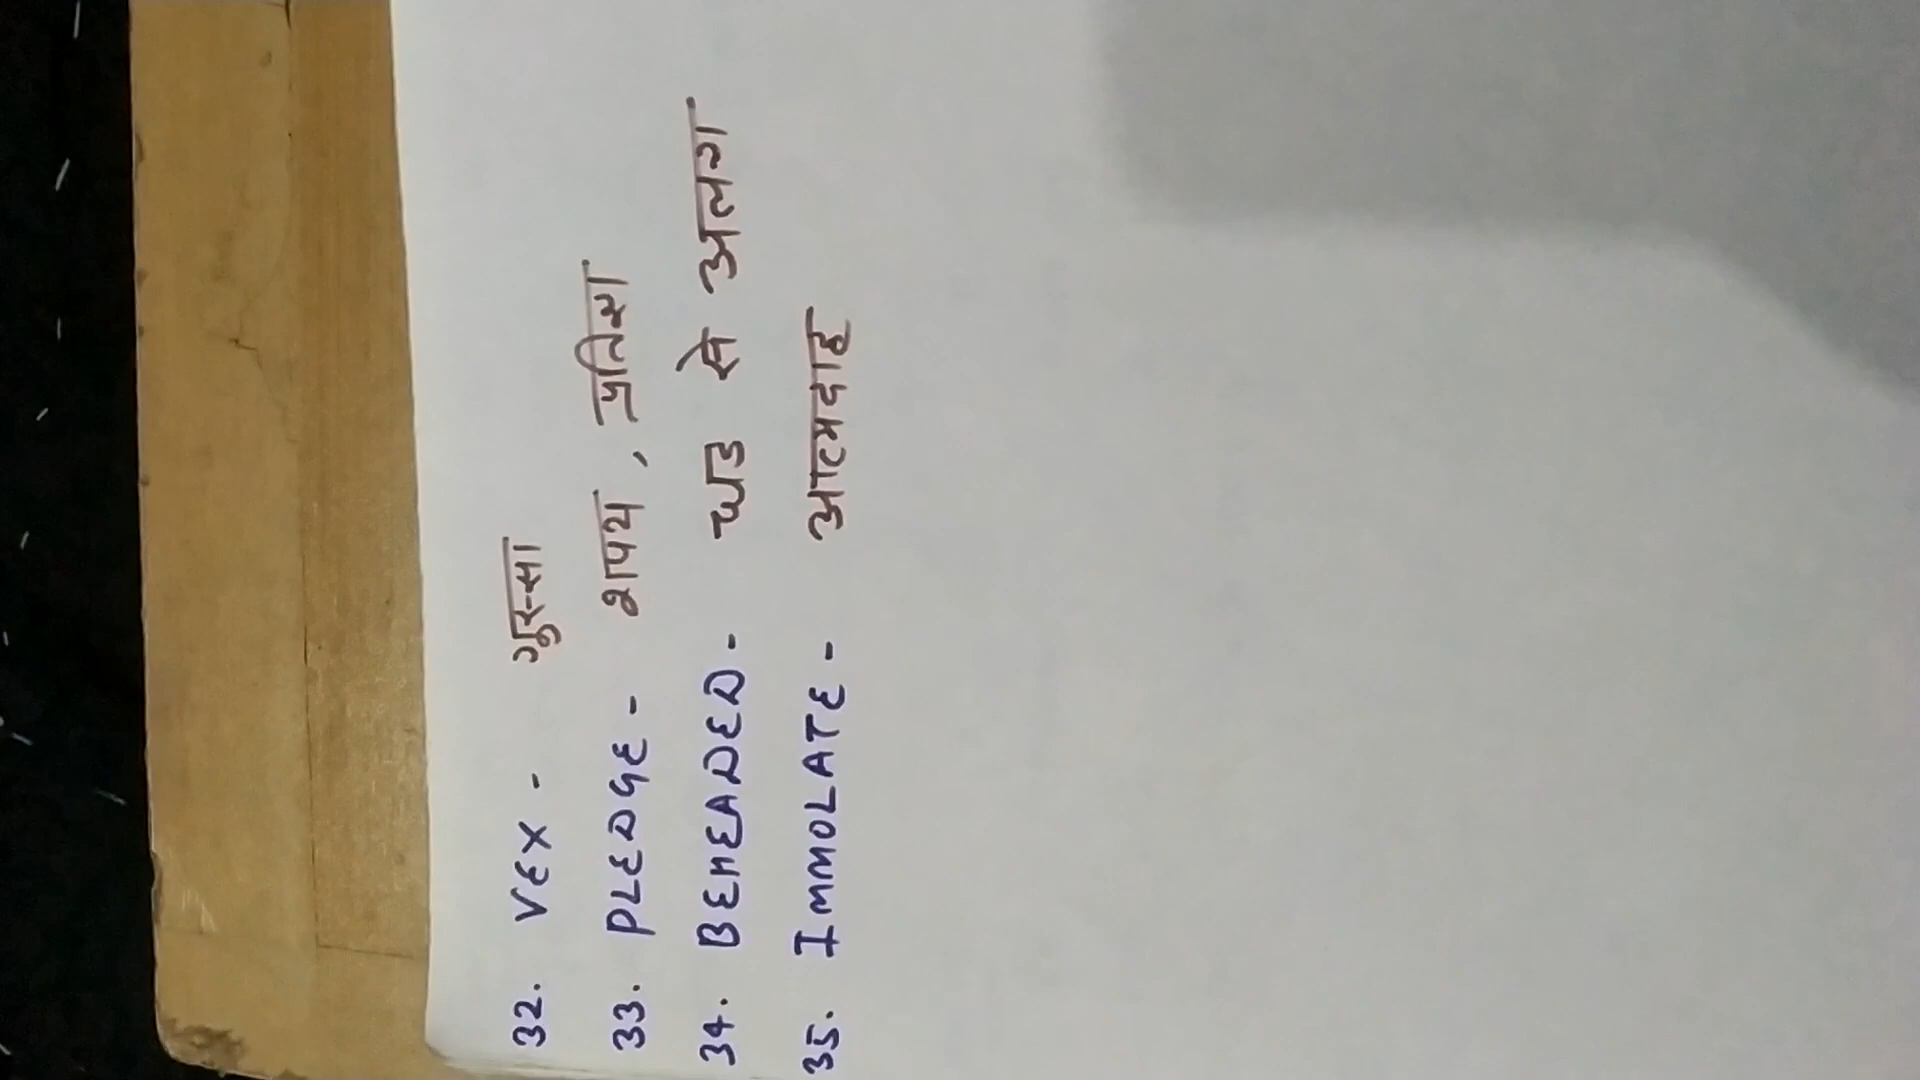 32. VEX - गुस्सा
33. PLEDGE - शपथ, प्रतिज्ञा
34. BEHEADED - धड से अलग
35. IMMOLATE - आत्मदाह